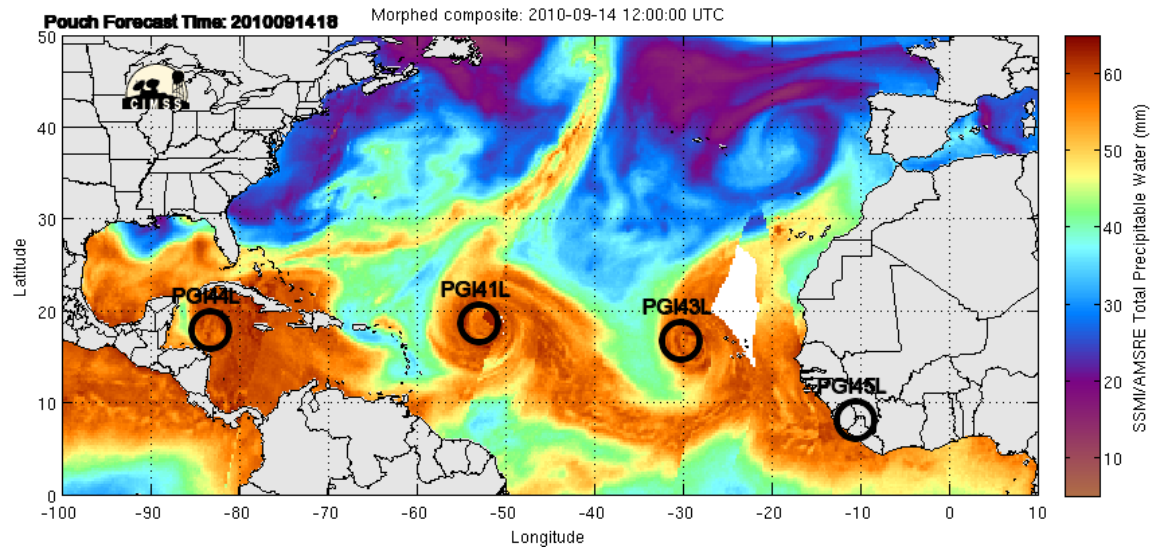 Pouch Forecast Time: 2010091418
Morphed composite: 2010-09-14 12:00:00 UTC
CIMSS
PGI44L
PGI41L
PGI43L
PGI45L
50
40
30
20
10
0
Latitude
-100 -90 -80 -70 -60 -50 -40 -30 -20 -10 0 10
Longitude
60
50
40
30
20
10
SSMI/AMSRE Total Precipitable Water (mm)